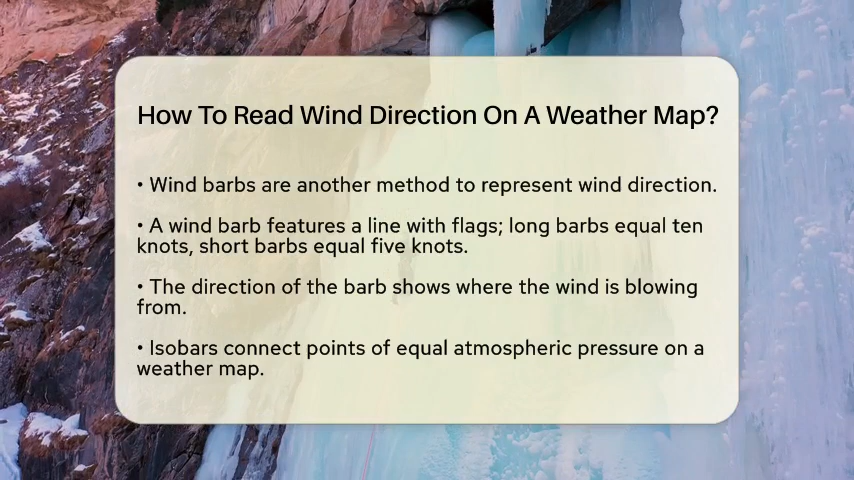 How To Read Wind Direction On A Weather Map?
• Wind barbs are another method to represent wind direction.
• A wind barb features a line with flags; long barbs equal ten
knots, short barbs equal five knots.
• The direction of the barb shows where the wind is blowing
from.
• Isobars connect points of equal atmospheric pressure on a
weather map.